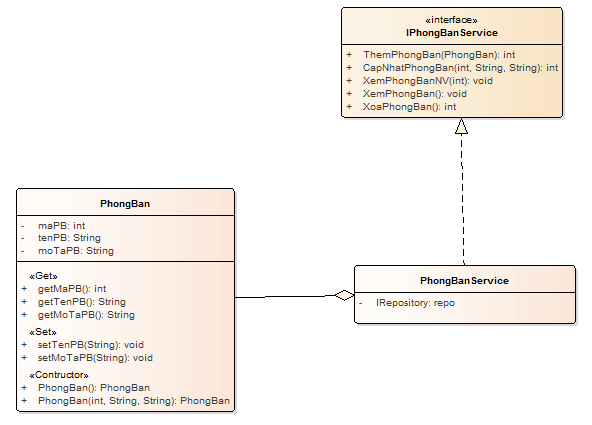 «interface»
IPhongBanService
+ ThemPhongBan(PhongBan): int
+ CapNhatPhongBan(int, String, String): int
+ XemPhongBanNV(int): void
+ XemPhongBan(): void
+ XoaPhongBan(): int
PhongBan
- maPB: int
- tenPB: String
- moTaPB: String
«Get»
+ getMaPB(): int
+ getTenPB(): String
+ getMoTaPB(): String
«Set»
+ setTenPB(String): void
+ setMoTaPB(String): void
«Contructor»
+ PhongBan(): PhongBan
+ PhongBan(int, String, String): PhongBan
PhongBanService
- IRepository: repo